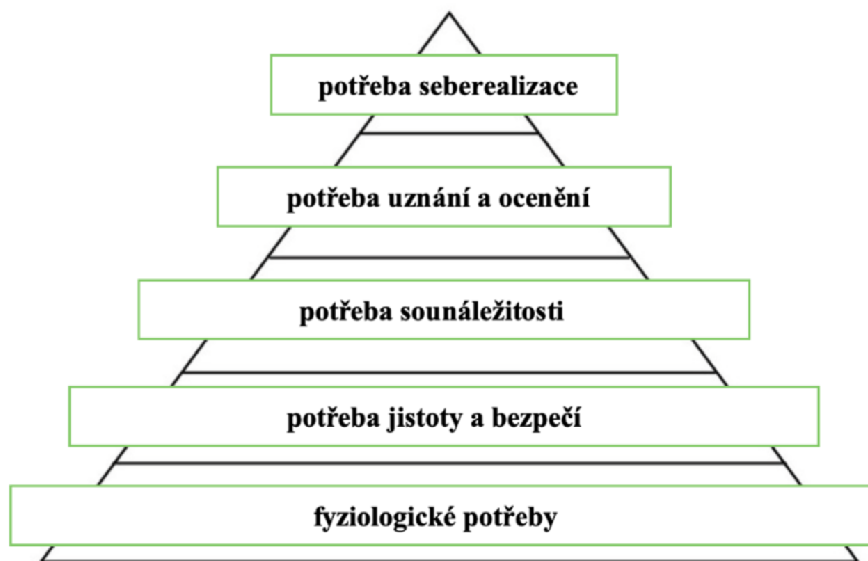 potřeba seberealizace
potřeba uznání a ocenění
potřeba sounáležitosti
potřeba jistoty a bezpečí
fyziologické potřeby